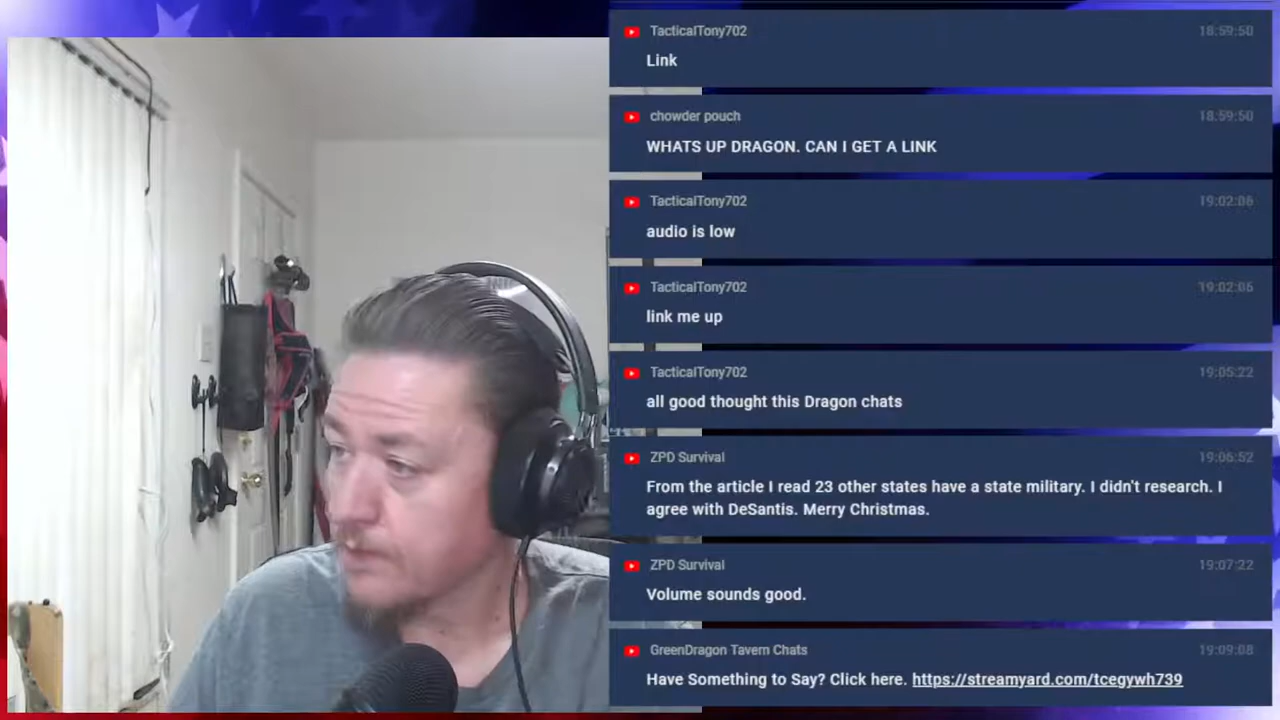 TacticalTony702 18:59:50
Link
chowder pouch 18:59:50
WHATS UP DRAGON. CAN I GET A LINK
TacticalTony702 19:02:06
audio is low
TacticalTony702 19:02:06
link me up
TacticalTony702 19:05:22
all good thought this Dragon chats
ZPD Survival 19:06:52
From the article I read 23 other states have a state military. I didn't research. I
agree with DeSantis. Merry Christmas.
ZPD Survival 19:07:22
Volume sounds good.
GreenDragon Tavern Chats 19:09:08
Have Something to Say? Click here. https://streamyard.com/tcegywh739